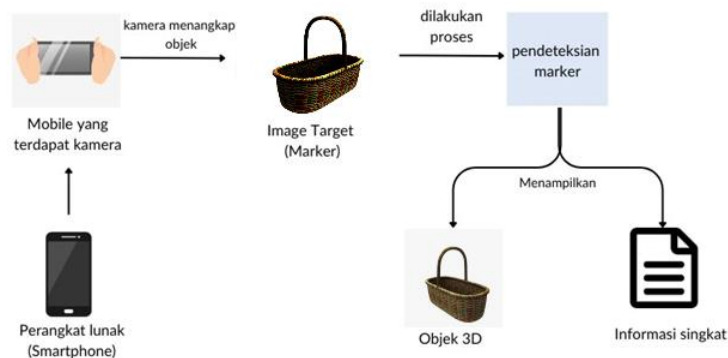 kamera menangkap
objek
dilakukan
proses
pendeteksian
marker
Mobile yang
terdapat kamera
Image Target
(Marker)
Menampilkan
Perangkat lunak
(Smartphone)
Objek 3D
Informasi singkat